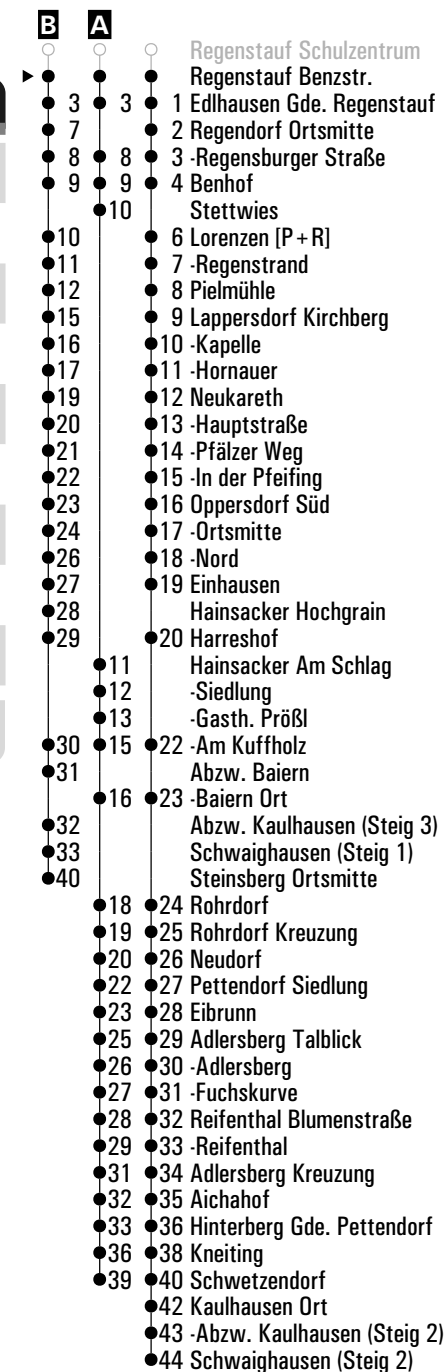 B A
Regenstauf Schulzentrum
Regenstauf Benzstr.
3 3 1 Edlhausen Gde. Regenstauf
7 2 Regendorf Ortsmitte
8 8 3 -Regensburger Straße
9 9 4 Benhof
10 Stettwies
10 6 Lorenzen [P+R]
11 7 -Regenstrand
12 8 Pielmühle
15 9 Lappersdorf Kirchberg
16 10 -Kapelle
17 11 -Hornauer
19 12 Neukareth
20 13 -Hauptstraße
21 14 -Pfälzer Weg
22 15 -In der Pfeifing
23 16 Oppersdorf Süd
24 17 -Ortsmitte
26 18 -Nord
27 19 Einhausen
28 Hainsacker Hochgrain
29 20 Harreshof
11 Hainsacker Am Schlag
12 -Siedlung
13 -Gasth. Prößl
30 15 22 -Am Kuffholz
31 Abzw. Baiern
16 23 -Baiern Ort
32 Abzw. Kaulhausen (Steig 3)
33 Schwaighausen (Steig 1)
40 Steinsberg Ortsmitte
18 24 Rohrdorf
19 25 Rohrdorf Kreuzung
20 26 Neudorf
22 27 Pettendorf Siedlung
23 28 Eibrunn
25 29 Adlersberg Talblick
26 30 -Adlersberg
27 31 -Fuchskurve
28 32 Reifenthal Blumenstraße
29 33 -Reifenthal
31 34 Adlersberg Kreuzung
32 35 Aichahof
33 36 Hinterberg Gde. Pettendorf
36 38 Kneiting
39 40 Schwetzendorf
42 Kaulhausen Ort
43 -Abzw. Kaulhausen (Steig 2)
44 Schwaighausen (Steig 2)